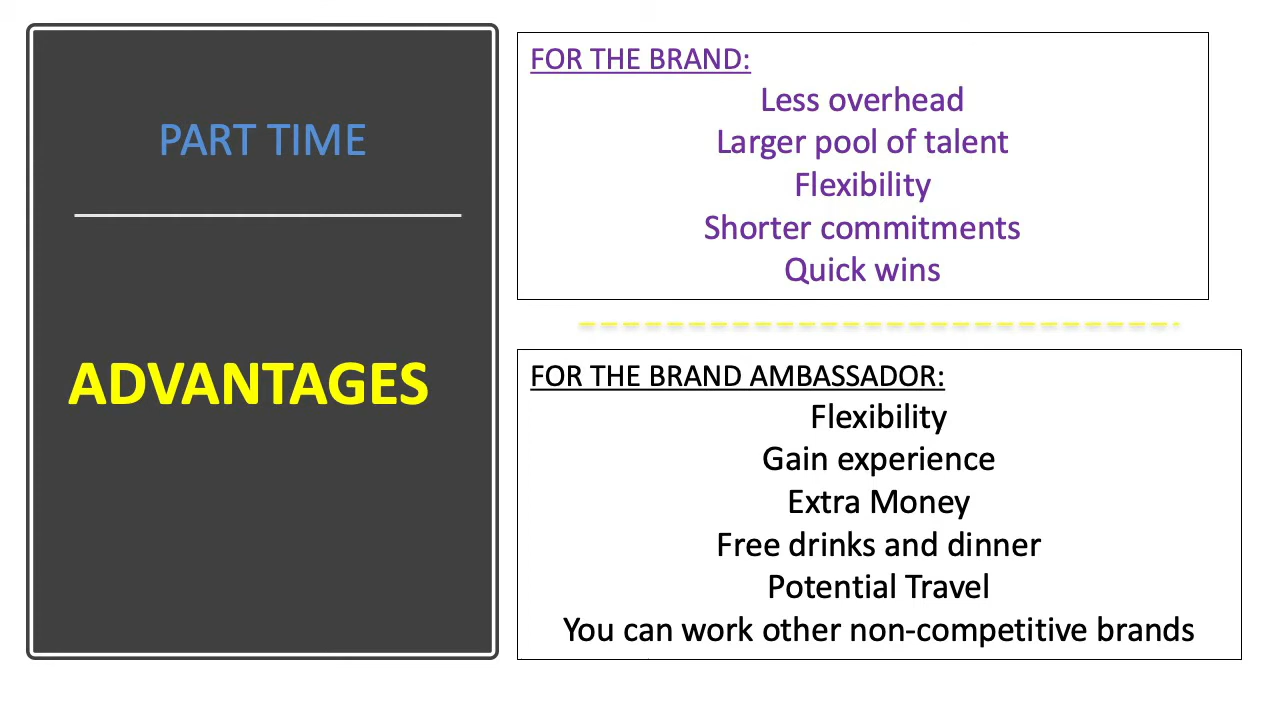 PART TIME
ADVANTAGES
FOR THE BRAND:
Less overhead
Larger pool of talent
Flexibility
Shorter commitments
Quick wins
FOR THE BRAND AMBASSADOR:
Flexibility
Gain experience
Extra Money
Free drinks and dinner
Potential Travel
You can work other non-competitive brands